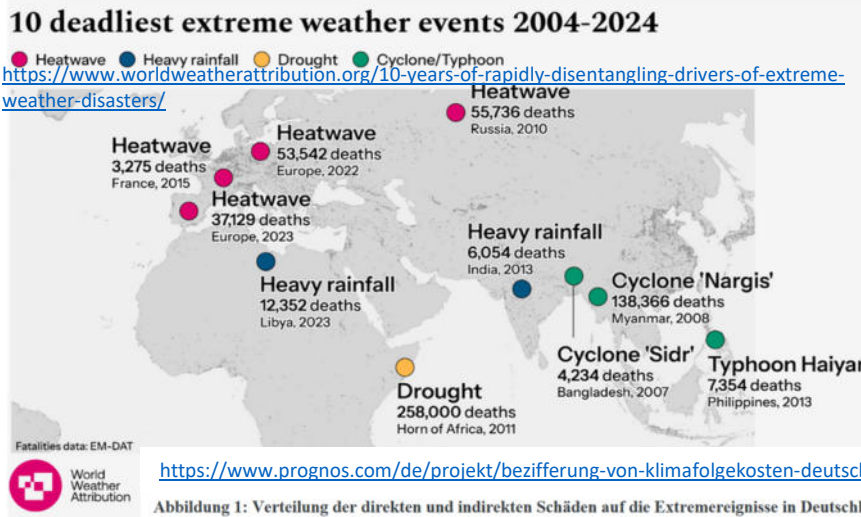 10 deadliest extreme weather events 2004-2024
Heatwave Heavy rainfall Drought Cyclone/Typhoon
https://www.worldweatherattribution.org/10-years-of-rapidly-disentangling-drivers-of-extreme-
weather-disasters/
Heatwave
55,736 deaths
Russia, 2010
Heatwave
53,542 deaths
Europe, 2022
Heatwave
3,275 deaths
France, 2015
Heatwave
37,129 deaths
Europe, 2023
Heavy rainfall
6,054 deaths
India, 2013
Heavy rainfall
12,352 deaths
Libya, 2023
Cyclone 'Nargis'
138,366 deaths
Myanmar, 2008
Cyclone 'Sidr'
4,234 deaths
Bangladesh, 2007
Typhoon Haiyan
7,354 deaths
Philippines, 2013
Drought
258,000 deaths
Horn of Africa, 2011
Fatalities data: EM-DAT
World
Weather
Attribution
https://www.prognos.com/de/projekt/bezifferung-von-klimafolgekosten-deutsch
Abbildung 1: Verteilung der direkten und indirekten Schäden auf die Extremereignisse in Deutschl